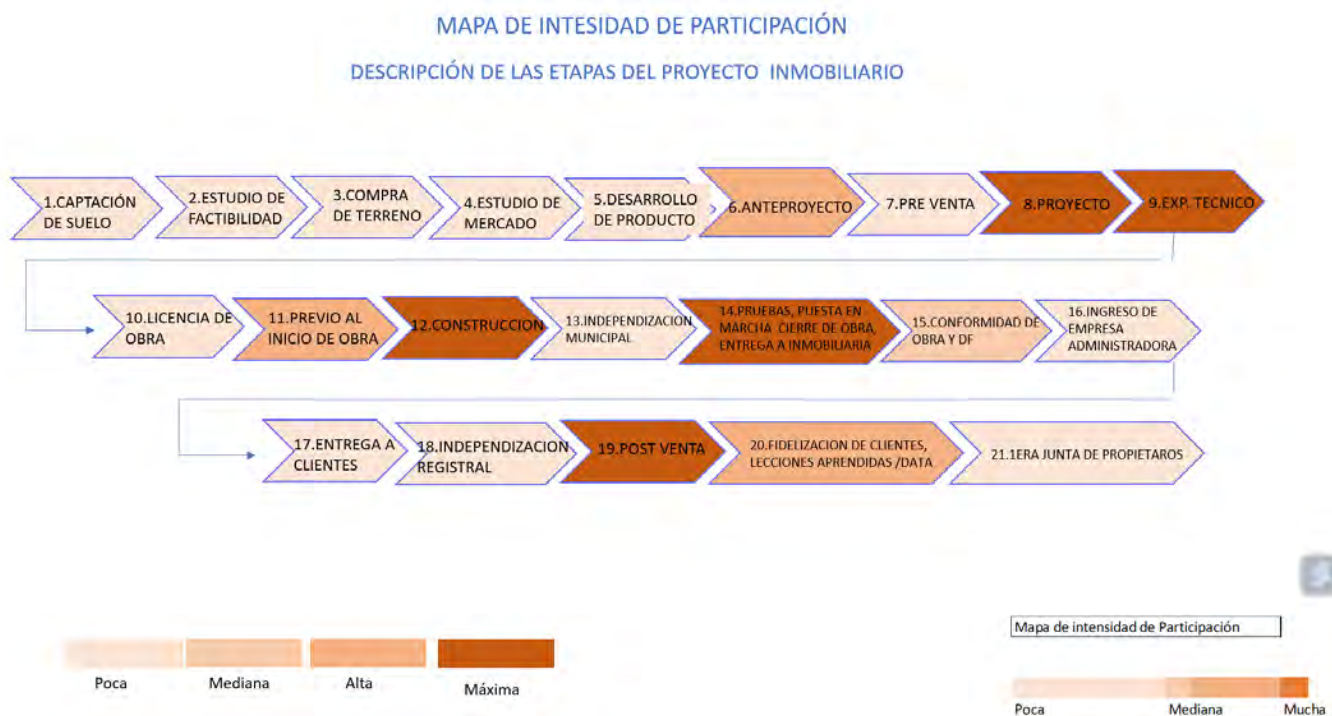 MAPA DE INTESIDAD DE PARTICIPACIÓN
DESCRIPCIÓN DE LAS ETAPAS DEL PROYECTO INMOBILIARIO
1.CAPTACIÓN
DE SUELO
2.ESTUDIO DE
FACTIBILIDAD
3.COMPRA
DE TERRENO
4.ESTUDIO DE
MERCADO
5.DESARROLLO
DE PRODUCTO
6.ANTEPROYECTO
7.PRE VENTA
8.PROYECTO
9.EXP. TECNICO
10.LICENCIA DE
OBRA
11.PREVIO AL
INICIO DE OBRA
12.CONSTRUCCION
13.INDEPENDIZACION
MUNICIPAL
14.PRUEBAS, PUESTA EN
MARCHA CIERRE DE OBRA,
ENTREGA A INMOBILIARIA
15.CONFORMIDAD DE
OBRA Y DF
16.INGRESO DE
EMPRESA
ADMINISTRADORA
17.ENTREGA A
CLIENTES
18.INDEPENDIZACION
REGISTRAL
19.POST VENTA
20.FIDELIZACION DE CLIENTES,
LECCIONES APRENDIDAS /DATA
21.1ERA JUNTA DE PROPIETAROS
Poca
Mediana
Alta
Máxima
Mapa de intensidad de Participación
Poca
Mediana
Mucha